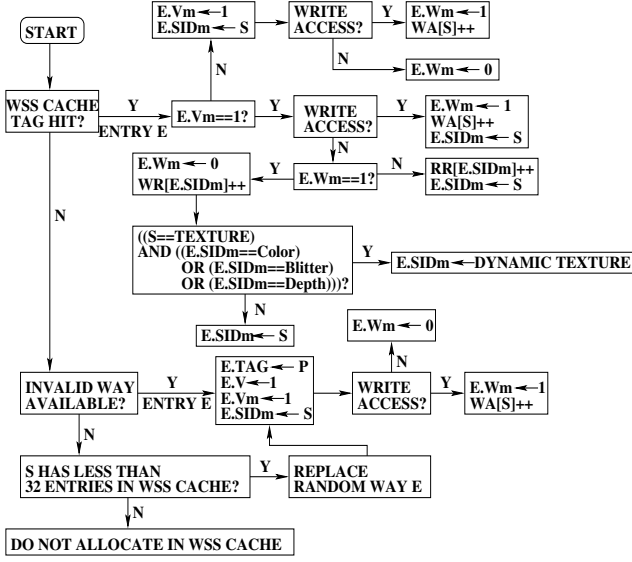 START
E.Vm←1
E.SIDm← S
WRITE
ACCESS?
Y
E.Wm←1
WA[S]++
N
N
E.Wm← 0
WSS CACHE
TAG HIT?
Y
ENTRY E
E.Vm==1?
Y
WRITE
ACCESS?
Y
E.Wm← 1
WA[S]++
E.SIDm← S
N
E.Wm← 0
WR[E.SIDm]++
Y
E.Wm==1?
N
RR[E.SIDm]++
E.SIDm← S
N
((S==TEXTURE)
AND ((E.SIDm==Color)
OR (E.SIDm==Blitter)
OR (E.SIDm==Depth)))?
Y
E.SIDm←DYNAMIC TEXTURE
N
E.SIDm← S
E.Wm← 0
N
INVALID WAY
AVAILABLE?
Y
ENTRY E
E.TAG← P
E.V←1
E.Vm←1
E.SIDm← S
WRITE
ACCESS?
Y
E.Wm←1
WA[S]++
N
S HAS LESS THAN
32 ENTRIES IN WSS CACHE?
Y
REPLACE
RANDOM WAY E
N
DO NOT ALLOCATE IN WSS CACHE